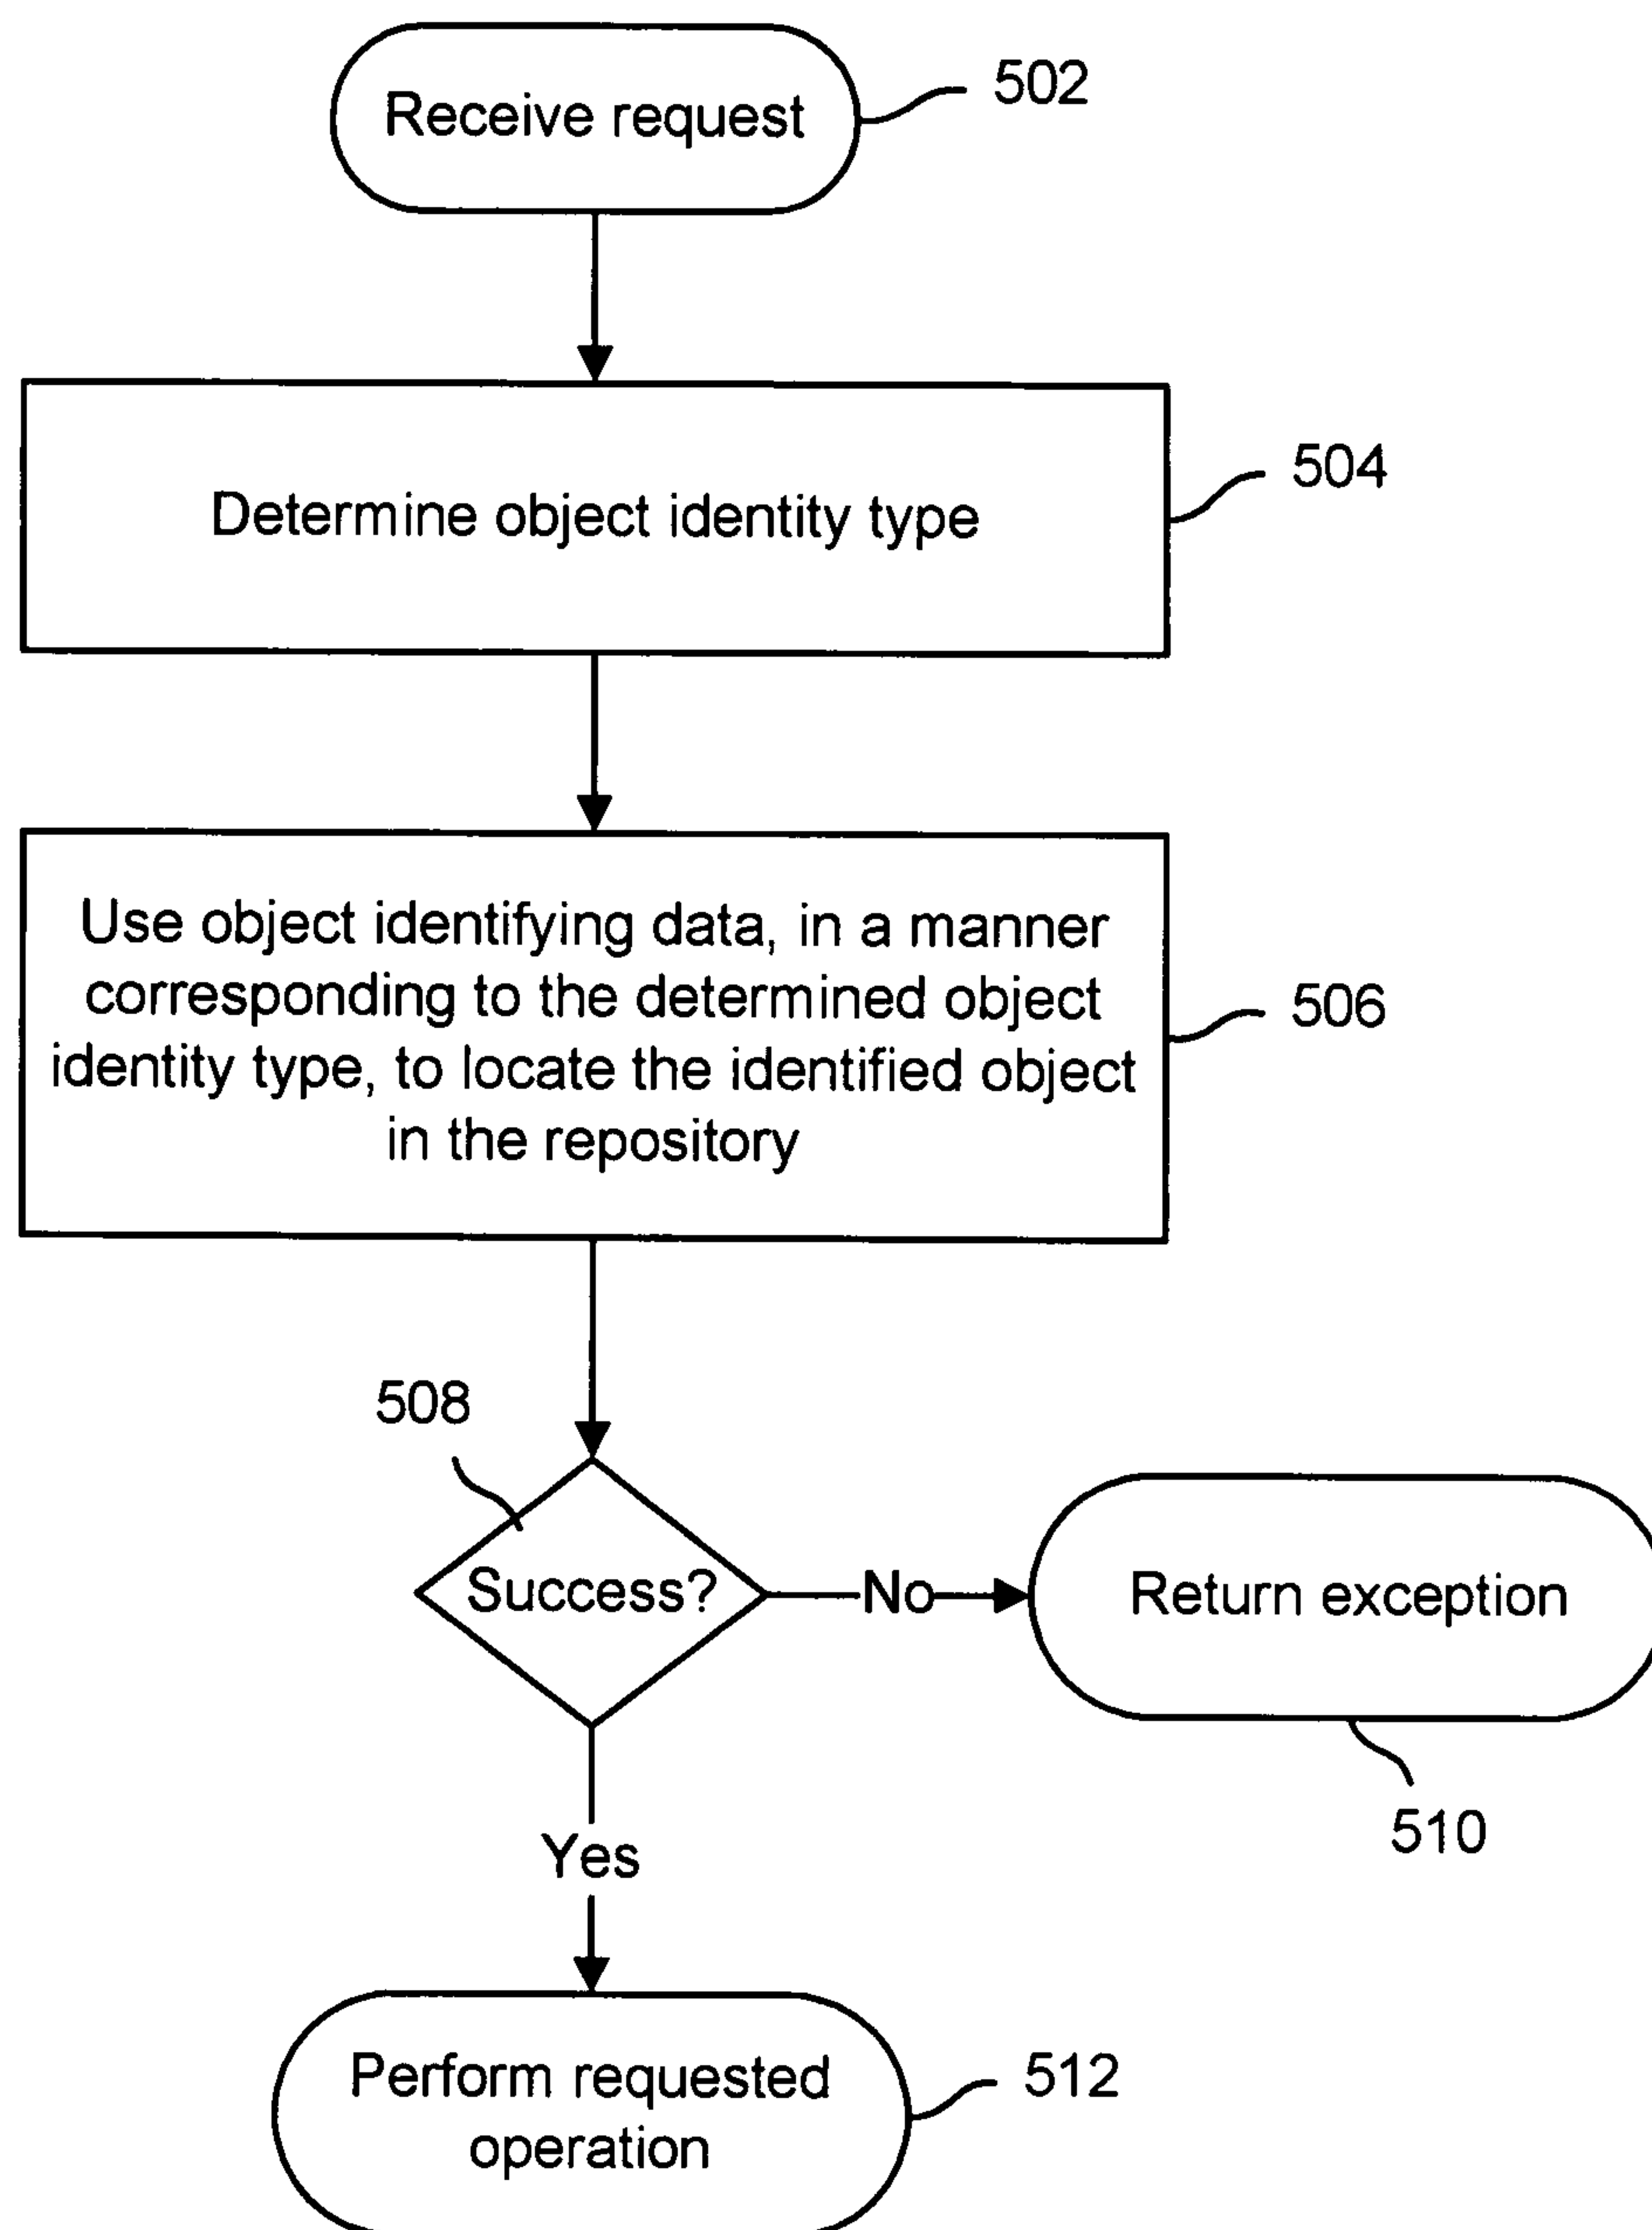 Receive request
502
Determine object identity type
504
Use object identifying data, in a manner
corresponding to the determined object
identity type, to locate the identified object
in the repository
506
508
Success?
No
Return exception
510
Yes
Perform requested
operation
512